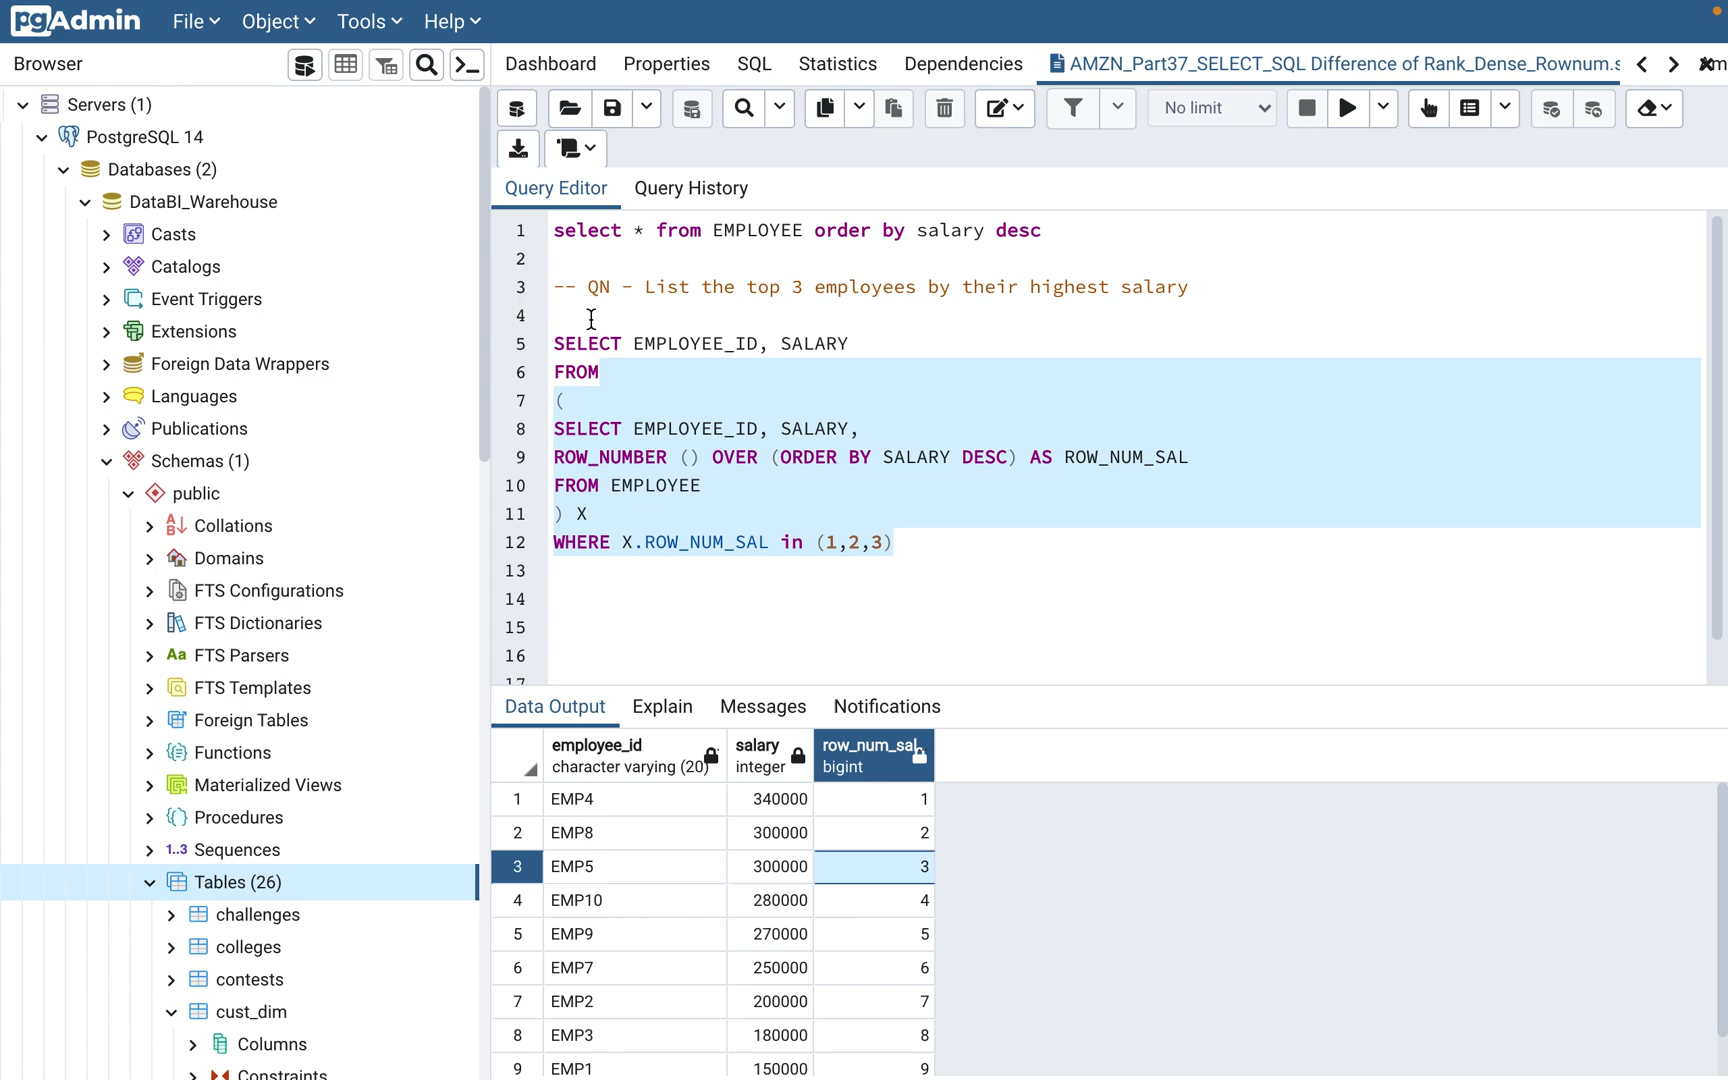 pgAdmin File Object Tools Help
Browser
Dashboard Properties SQL Statistics Dependencies AMZN_Part37_SELECT_SQL Difference of Rank_Dense_Rownum.s
No limit
Servers (1)
PostgreSQL 14
Databases (2)
DataBI_Warehouse
Casts
Catalogs
Event Triggers
Extensions
Foreign Data Wrappers
Languages
Publications
Schemas (1)
public
Collations
Domains
FTS Configurations
FTS Dictionaries
Aa FTS Parsers
FTS Templates
Foreign Tables
Functions
Materialized Views
Procedures
1..3 Sequences
Tables (26)
challenges
colleges
contests
cust_dim
Columns
Constraints
Query Editor Query History
1 select * from EMPLOYEE order by salary desc
2
3 -- QN - List the top 3 employees by their highest salary
4
5 SELECT EMPLOYEE_ID, SALARY
6 FROM
7 (
8 SELECT EMPLOYEE_ID, SALARY,
9 ROW_NUMBER () OVER (ORDER BY SALARY DESC) AS ROW_NUM_SAL
10 FROM EMPLOYEE
11 ) X
12 WHERE X.ROW_NUM_SAL in (1,2,3)
13
14
15
16
17
Data Output Explain Messages Notifications
employee_id salary row_num_sal
character varying (20) integer bigint
1 EMP4 340000 1
2 EMP8 300000 2
3 EMP5 300000 3
4 EMP10 280000 4
5 EMP9 270000 5
6 EMP7 250000 6
7 EMP2 200000 7
8 EMP3 180000 8
9 EMP1 150000 9